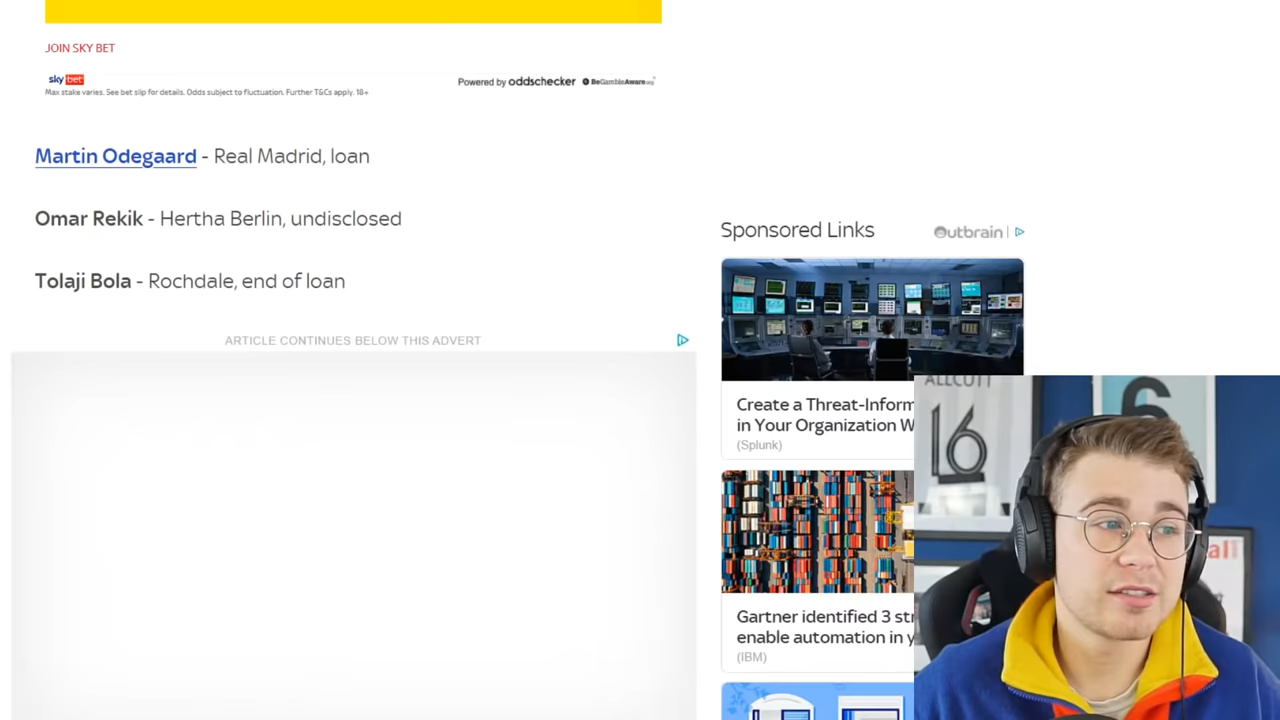 JOIN SKY BET
sky bet
Powered by oddschecker BeGambleAware.org
Max stake varies. See bet slip for details. Odds subject to fluctuation. Further T&Cs apply. 18+
Martin Odegaard - Real Madrid, loan
Omar Rekik - Hertha Berlin, undisclosed
Tolaji Bola - Rochdale, end of loan
ARTICLE CONTINUES BELOW THIS ADVERT
Sponsored Links
Outbrain
Create a Threat-Inform
in Your Organization W
(Splunk)
Gartner identified 3 str
enable automation in y
(IBM)
ALLCUTT
16
6